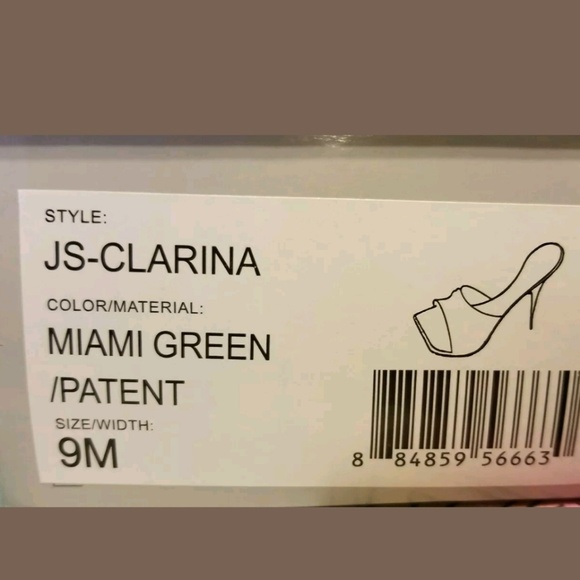 STYLE:
JS-CLARINA
COLOR/MATERIAL:
MIAMI GREEN
/PATENT
SIZE/WIDTH:
9M
8 84859 56663